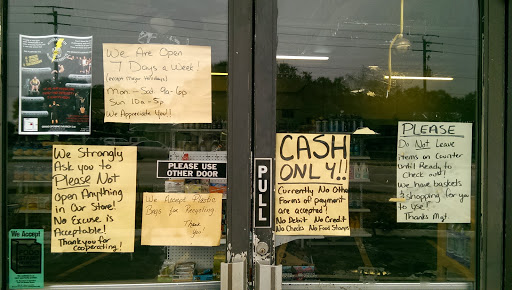 We Are Open
7 Days a Week!
(except Major Holidays)
Mon - Sat. 9a-6p
Sun 10a-5p
We Appreciate You!!
We Strongly
Ask you to
Please Not
Open Anything
in Our Store!
No Excuse is
Acceptable!
Thank you for
Cooperating!
PLEASE USE
OTHER DOOR
We Accept Plastic
Bags for Recycling
Thank
you
PULL
CASH
ONLY!!
Currently No Other
Forms of payment
are accepted!
No Debit No Credit
No Checks No Food Stamps
PLEASE
Do Not Leave
items on Counter
Until Ready to
Check out!
We have baskets
& shopping for you
to use!
Thanks Mgt.
We Accept